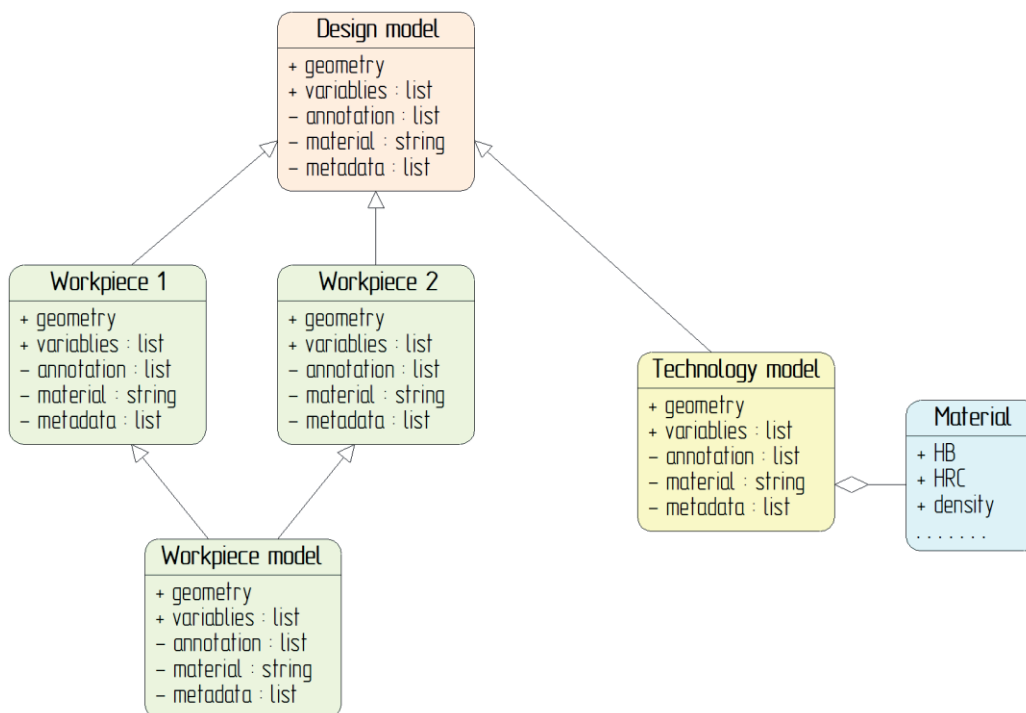 Design model
+ geometry
+ variablies : list
– annotation : list
– material : string
– metadata : list
Workpiece 1
+ geometry
+ variablies : list
– annotation : list
– material : string
– metadata : list
Workpiece 2
+ geometry
+ variablies : list
– annotation : list
– material : string
– metadata : list
Technology model
+ geometry
+ variablies : list
– annotation : list
– material : string
– metadata : list
Material
+ HB
+ HRC
+ density
. . . . . . .
Workpiece model
+ geometry
+ variablies : list
– annotation : list
– material : string
– metadata : list